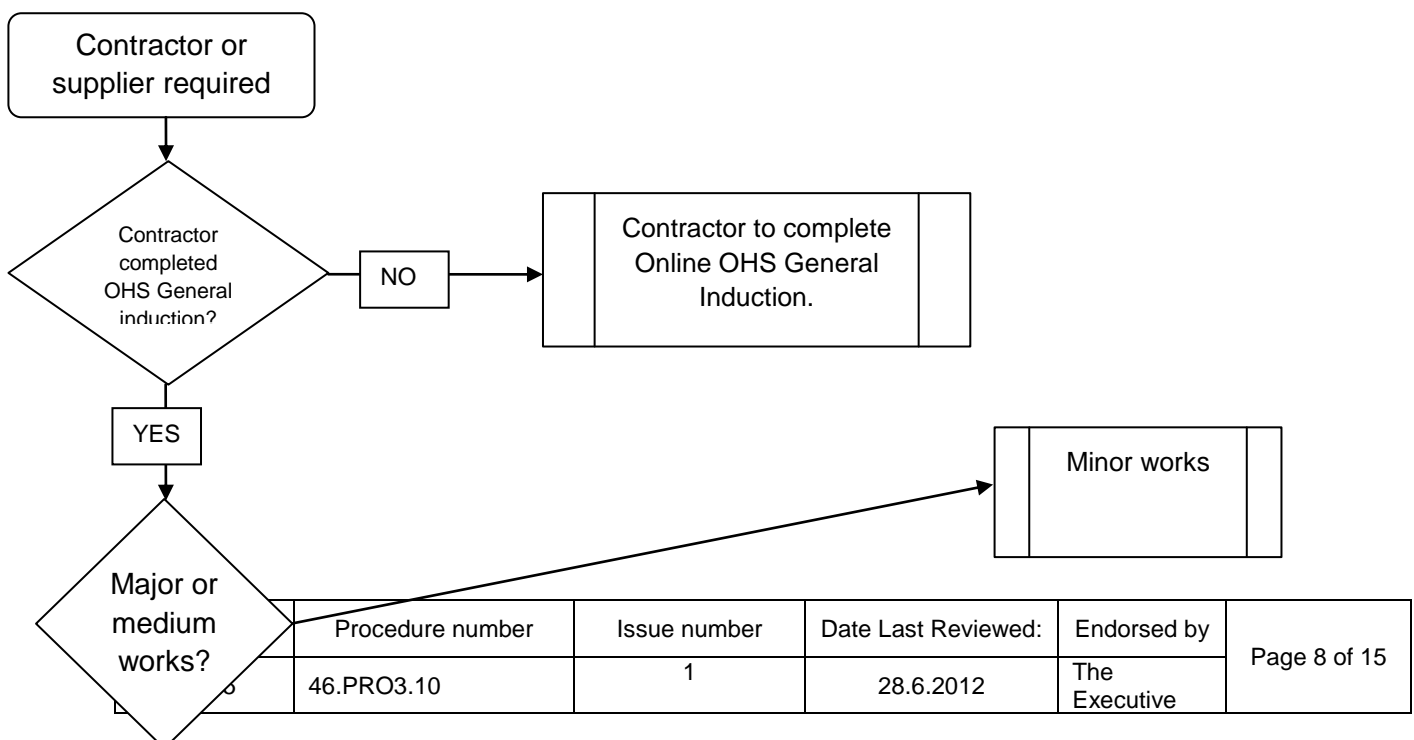 Contractor or
supplier required
Contractor
completed
OHS General
induction?
NO
Contractor to complete
Online OHS General
Induction.
YES
Minor works
Major or
medium
works?
Procedure number
Issue number
Date Last Reviewed:
Endorsed by
Page 8 of 15
46.PRO3.10
1
28.6.2012
The
Executive